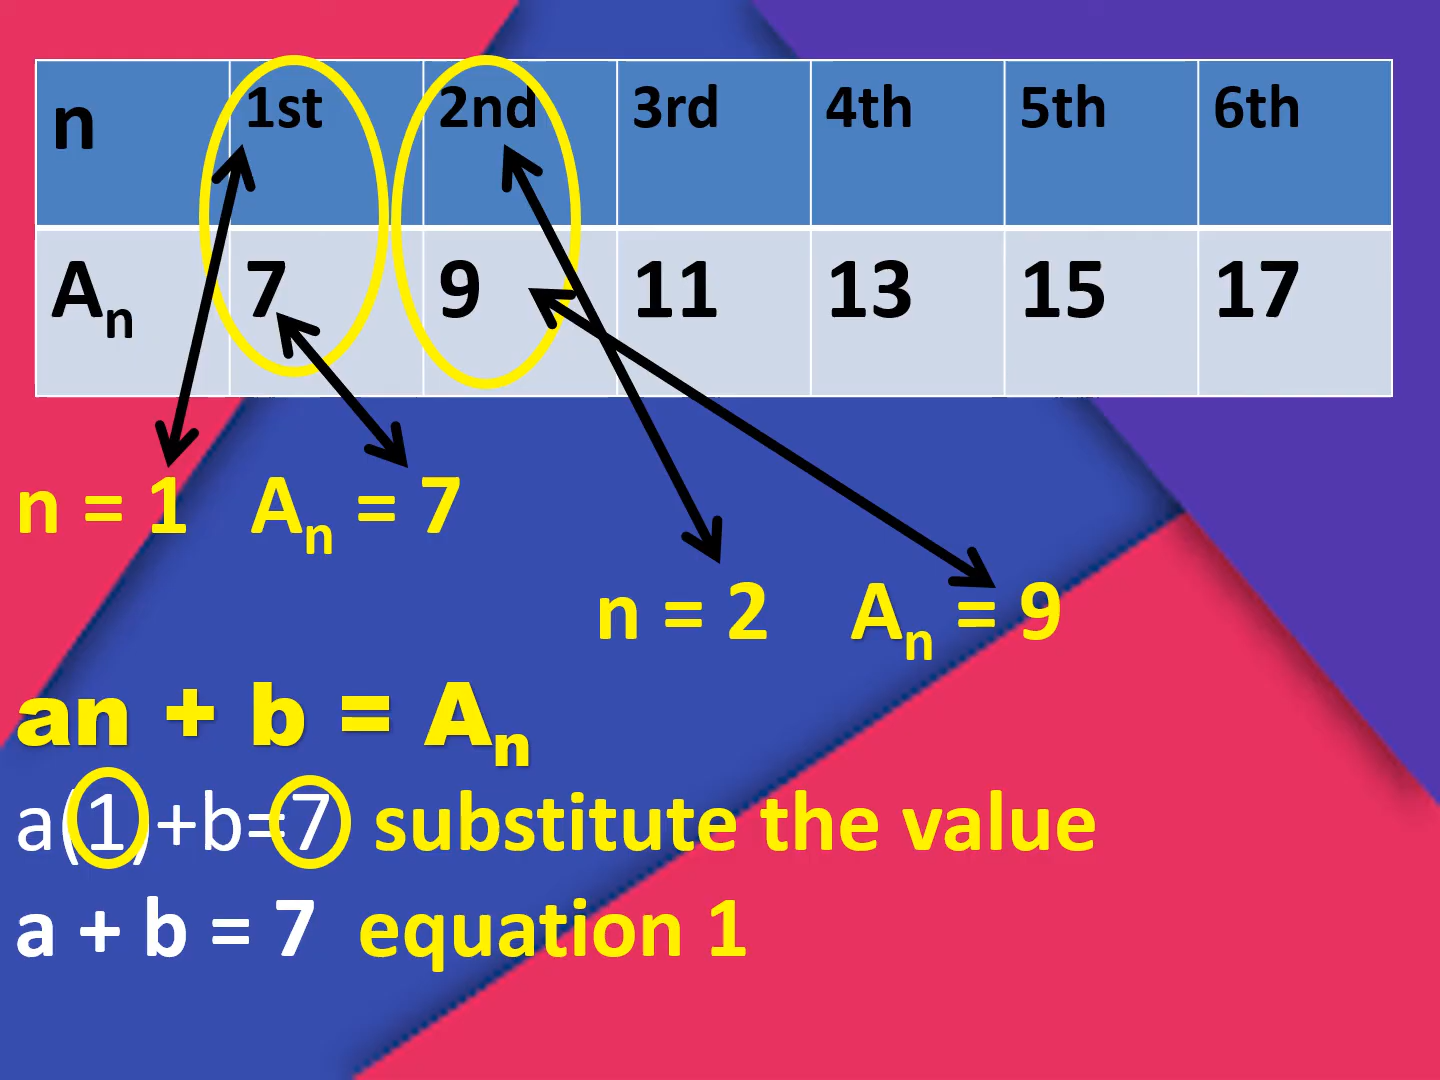 n 1st 2nd 3rd 4th 5th 6th
An 7 9 11 13 15 17
n = 1 An = 7
n = 2 An = 9
an + b = An
a(1)+b=7 substitute the value
a + b = 7 equation 1